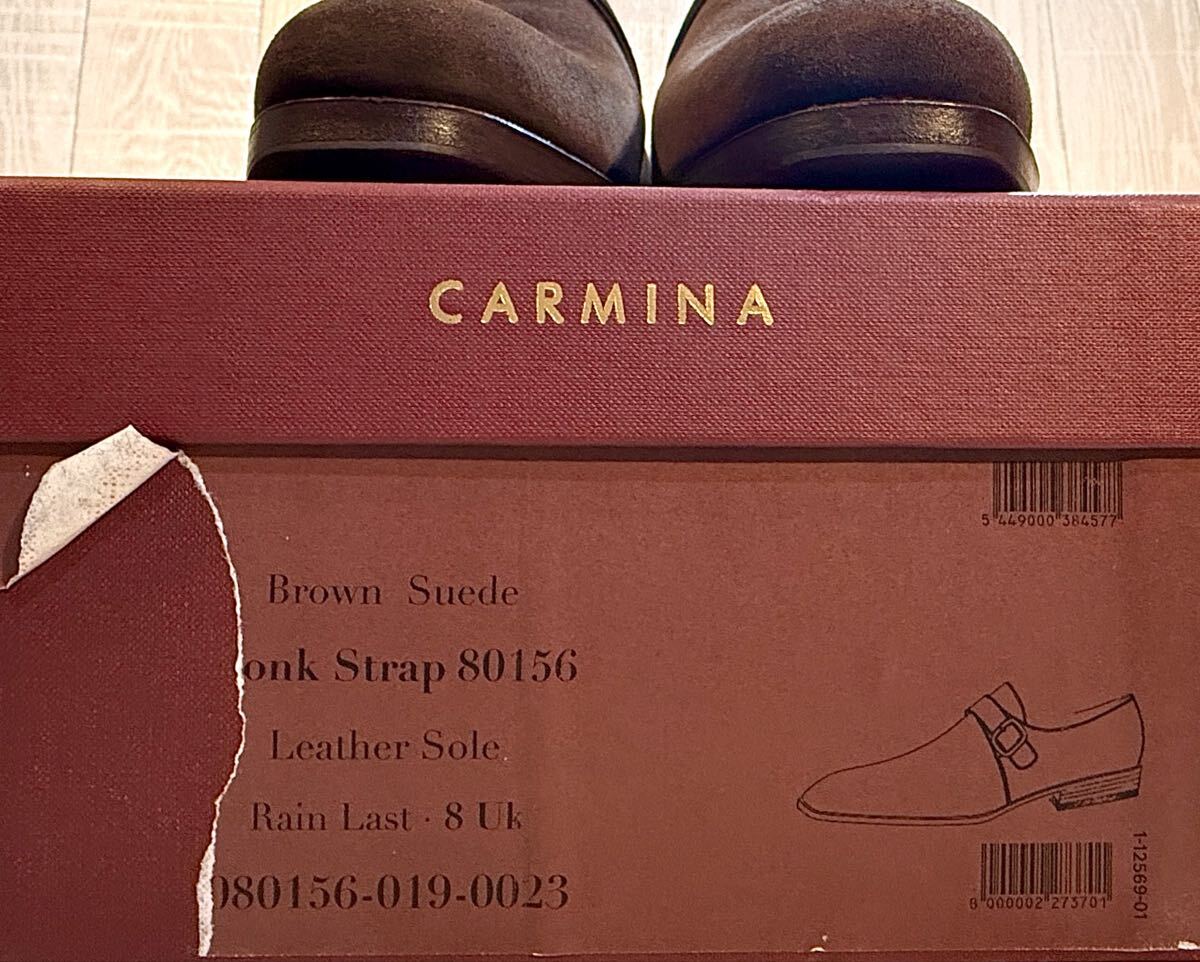 CARMINA
5 449000 384577
Brown Suede
onk Strap 80156
Leather Sole
Rain Last · 8 Uk
080156-019-0023
8 000002 273701
1-12569-01